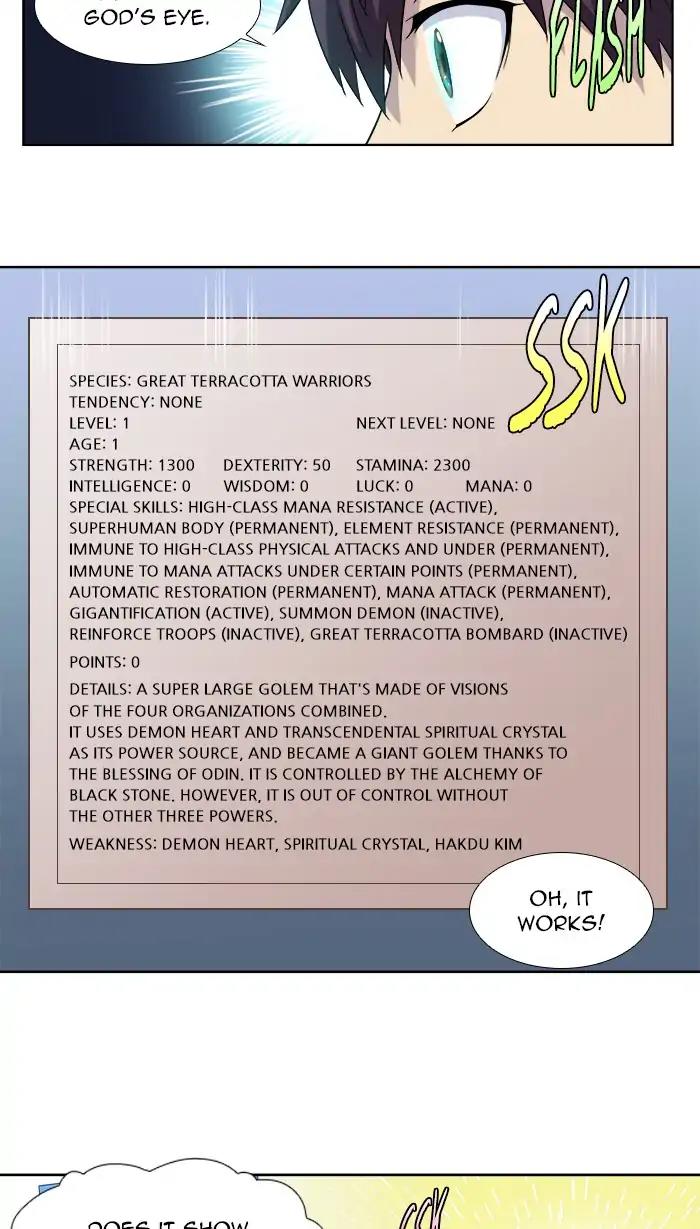 GOD'S EYE.
FLASH
SSK
SPECIES: GREAT TERRACOTTA WARRIORS
TENDENCY: NONE
LEVEL: 1 NEXT LEVEL: NONE
AGE: 1
STRENGTH: 1300 DEXTERITY: 50 STAMINA: 2300
INTELLIGENCE: 0 WISDOM: 0 LUCK: 0 MANA: 0
SPECIAL SKILLS: HIGH-CLASS MANA RESISTANCE (ACTIVE),
SUPERHUMAN BODY (PERMANENT), ELEMENT RESISTANCE (PERMANENT),
IMMUNE TO HIGH-CLASS PHYSICAL ATTACKS AND UNDER (PERMANENT),
IMMUNE TO MANA ATTACKS UNDER CERTAIN POINTS (PERMANENT),
AUTOMATIC RESTORATION (PERMANENT), MANA ATTACK (PERMANENT),
GIGANTIFICATION (ACTIVE), SUMMON DEMON (INACTIVE),
REINFORCE TROOPS (INACTIVE), GREAT TERRACOTTA BOMBARD (INACTIVE)
POINTS: 0
DETAILS: A SUPER LARGE GOLEM THAT'S MADE OF VISIONS
OF THE FOUR ORGANIZATIONS COMBINED.
IT USES DEMON HEART AND TRANSCENDENTAL SPIRITUAL CRYSTAL
AS ITS POWER SOURCE, AND BECAME A GIANT GOLEM THANKS TO
THE BLESSING OF ODIN. IT IS CONTROLLED BY THE ALCHEMY OF
BLACK STONE. HOWEVER, IT IS OUT OF CONTROL WITHOUT
THE OTHER THREE POWERS.
WEAKNESS: DEMON HEART, SPIRITUAL CRYSTAL, HAKDU KIM
OH, IT
WORKS!
SSK
DOES IT SHOW